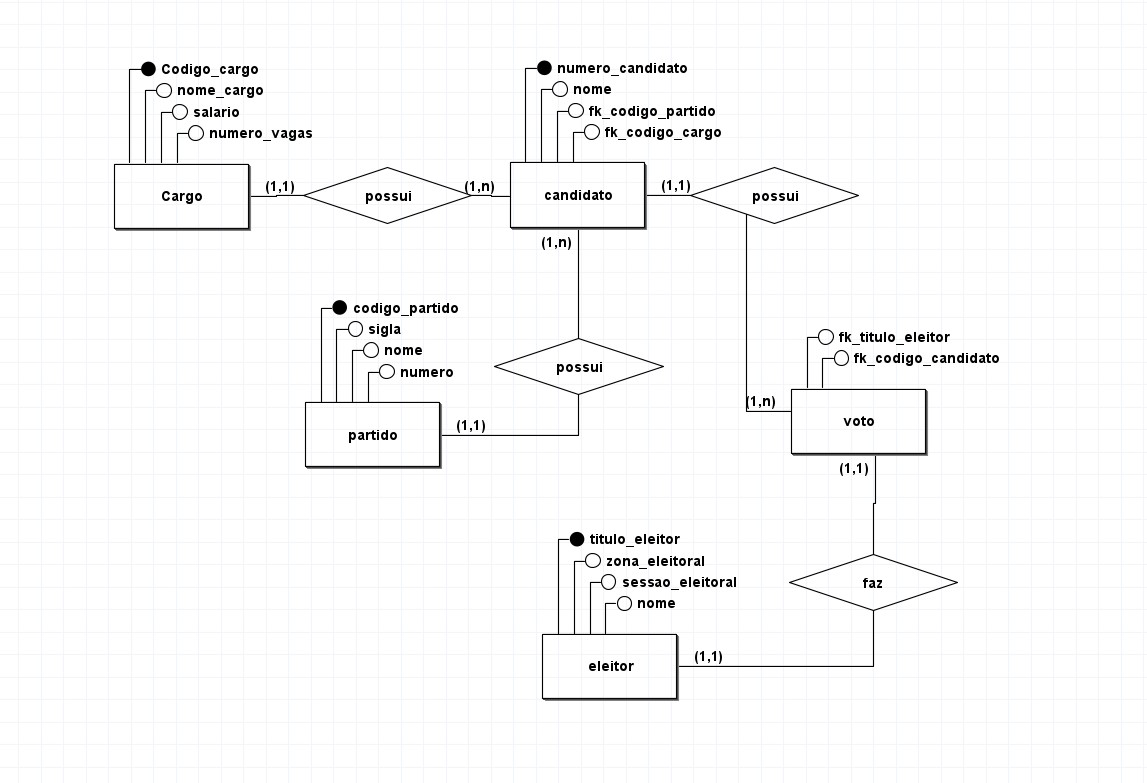 Codigo_cargo
nome_cargo
salario
numero_vagas
Cargo
(1,1)
possui
(1,n)
numero_candidato
nome
fk_codigo_partido
fk_codigo_cargo
candidato
(1,1)
possui
(1,n)
codigo_partido
sigla
nome
numero
partido
(1,1)
possui
fk_titulo_eleitor
fk_codigo_candidato
(1,n)
voto
(1,1)
titulo_eleitor
zona_eleitoral
sessao_eleitoral
nome
eleitor
(1,1)
faz